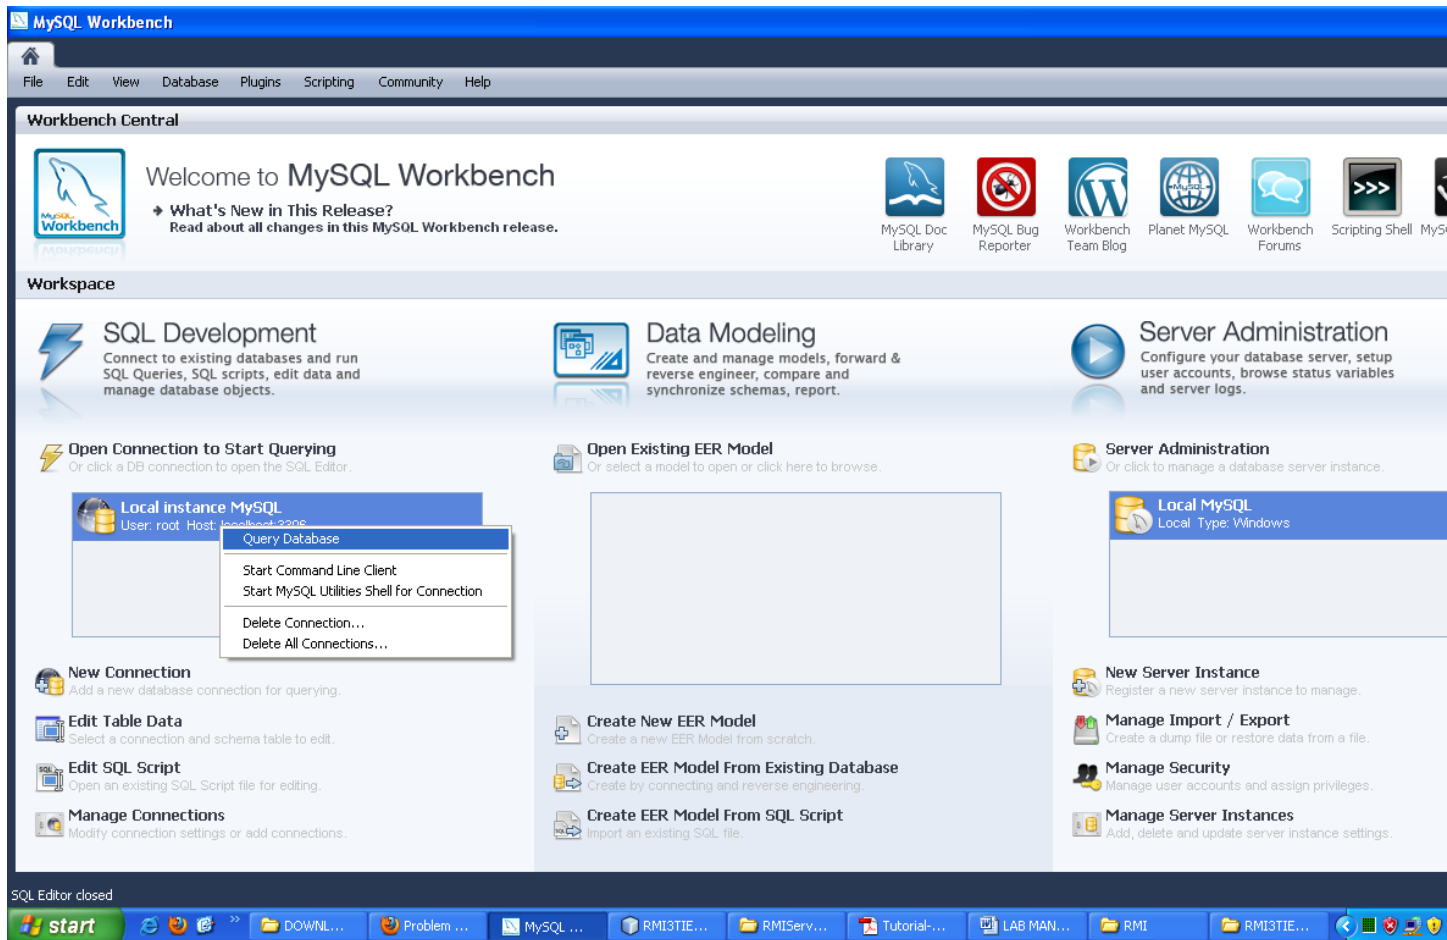 MySQL Workbench
File Edit View Database Plugins Scripting Community Help
Workbench Central
MySQL Workbench
Welcome to MySQL Workbench
What's New in This Release?
Read about all changes in this MySQL Workbench release.
MySQL Doc Library
MySQL Bug Reporter
Workbench Team Blog
MySQL
Planet MySQL
Workbench Forums
>>>
Scripting Shell
Workspace
SQL Development
Connect to existing databases and run
SQL Queries, SQL scripts, edit data and
manage database objects.
Open Connection to Start Querying
Or click a DB connection to open the SQL Editor.
Local instance MySQL
User: root Host: localhost:3306
Query Database
Start Command Line Client
Start MySQL Utilities Shell for Connection
Delete Connection...
Delete All Connections...
New Connection
Add a new database connection for querying.
Edit Table Data
Select a connection and schema table to edit.
Edit SQL Script
Open an existing SQL Script file for editing.
Manage Connections
Modify connection settings or add connections.
Data Modeling
Create and manage models, forward &
reverse engineer, compare and
synchronize schemas, report.
Open Existing EER Model
Or select a model to open or click here to browse.
Create New EER Model
Create a new EER Model from scratch.
Create EER Model From Existing Database
Create by connecting and reverse engineering.
Create EER Model From SQL Script
Import an existing SQL file.
Server Administration
Configure your database server, setup
user accounts, browse status variables
and server logs.
Server Administration
Or click to manage a database server instance.
Local MySQL
Local Type: Windows
New Server Instance
Register a new server instance to manage.
Manage Import / Export
Create a dump file or restore data from a file.
Manage Security
Manage user accounts and assign privileges.
Manage Server Instances
Add, delete and update server instance settings.
SQL Editor closed
start » DOWNL... Problem ... MySQL ... RMI3TIE... RMIServ... Tutorial-... LAB MAN... RMI RMI3TIE...